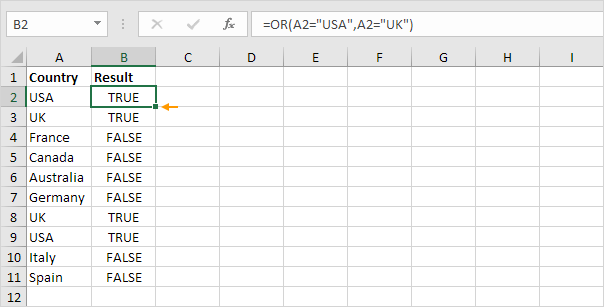 B2 fx =OR(A2="USA",A2="UK")
A B C D E F G H I
1 Country Result
2 USA TRUE
3 UK TRUE
4 France FALSE
5 Canada FALSE
6 Australia FALSE
7 Germany FALSE
8 UK TRUE
9 USA TRUE
10 Italy FALSE
11 Spain FALSE
12